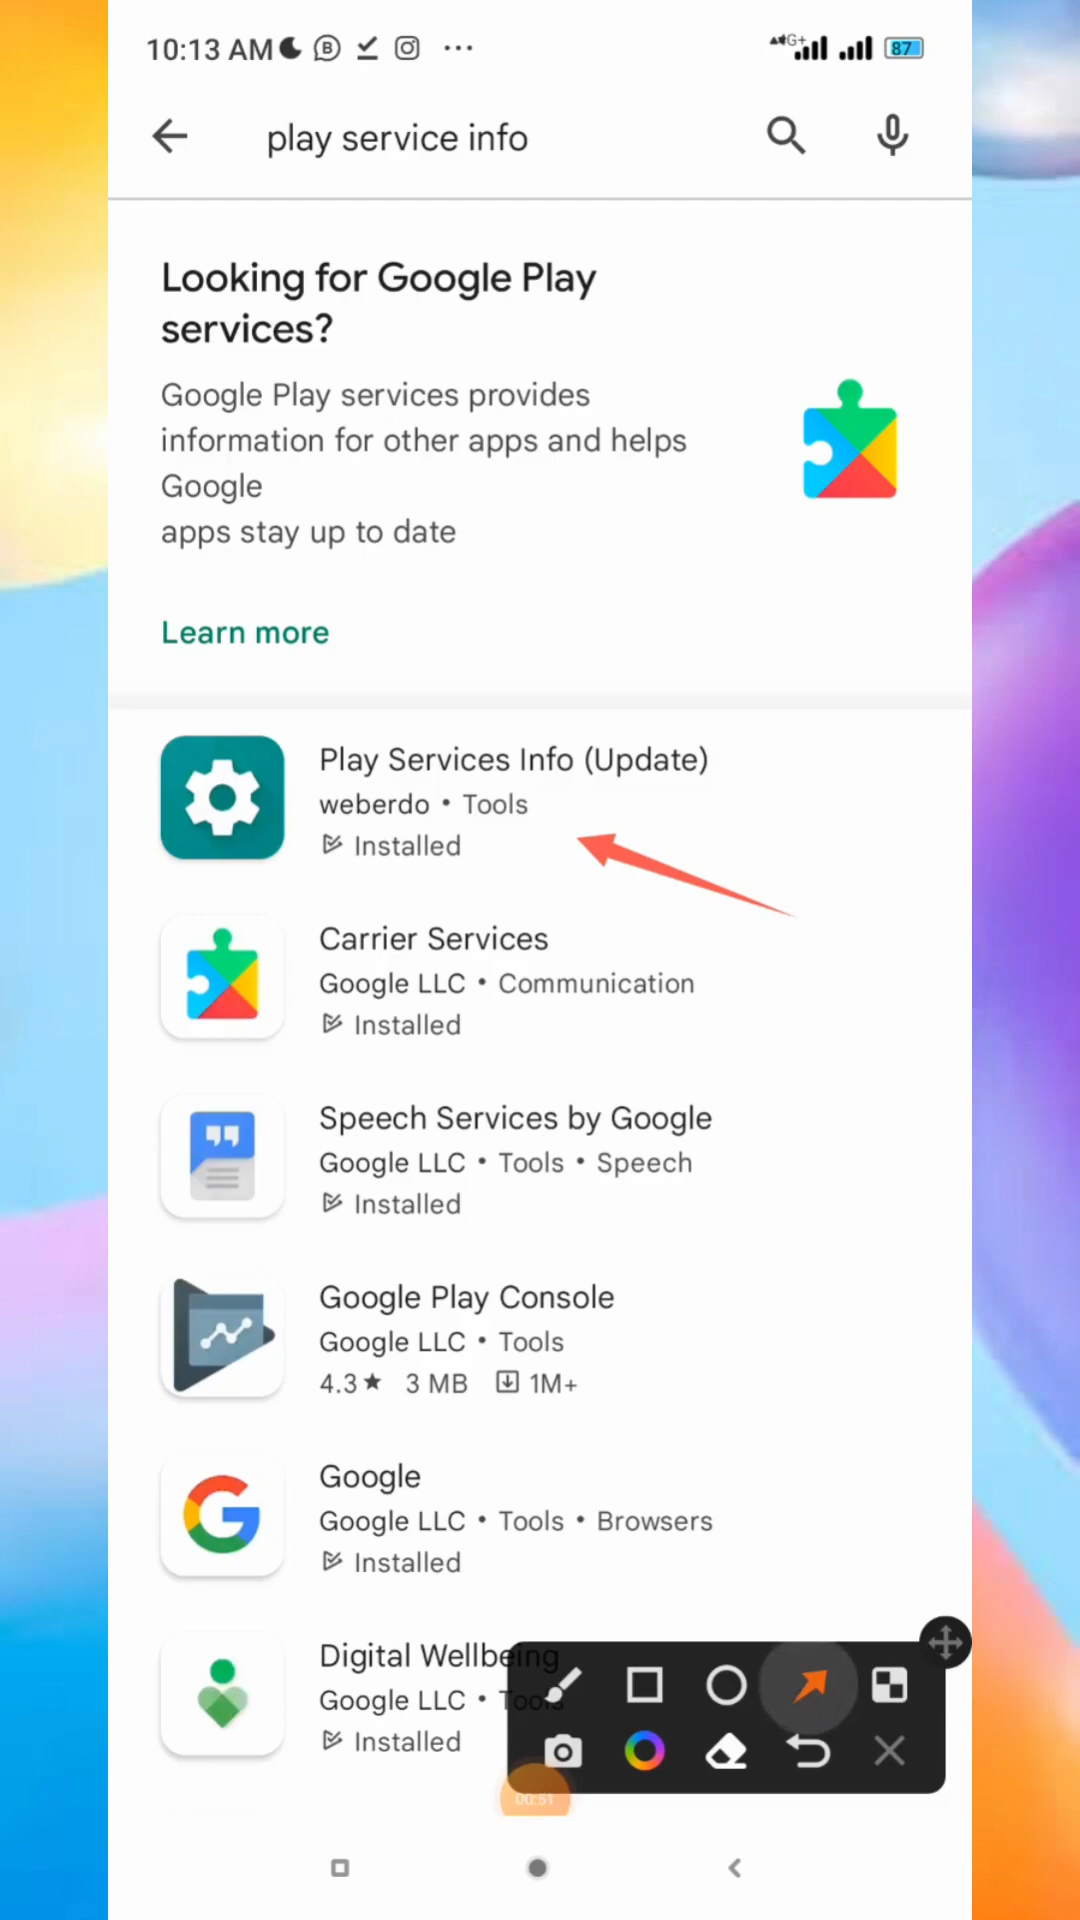 10:13 AM
G+
87
play service info
Looking for Google Play
services?
Google Play services provides
information for other apps and helps
Google
apps stay up to date
Learn more
Play Services Info (Update)
weberdo • Tools
Installed
Carrier Services
Google LLC • Communication
Installed
Speech Services by Google
Google LLC • Tools • Speech
Installed
Google Play Console
Google LLC • Tools
4.3★ 3 MB 1M+
Google
Google LLC • Tools • Browsers
Installed
Digital Wellbeing
Google LLC • Tools
Installed
00:51